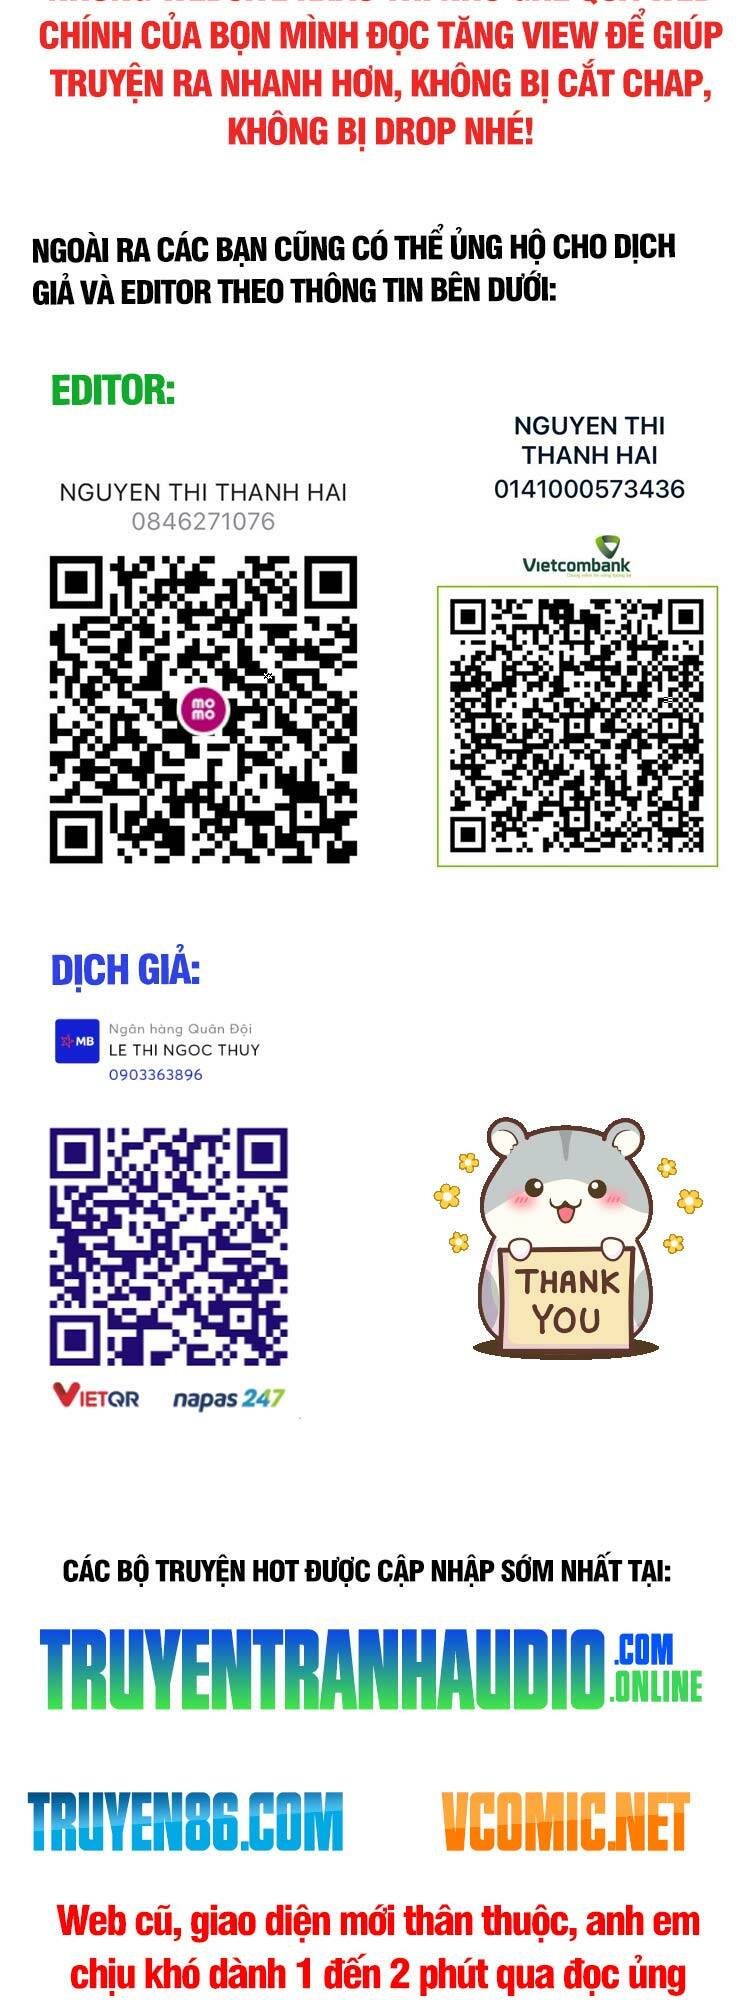 CHÍNH CỦA BỌN MÌNH ĐỌC TĂNG VIEW ĐỂ GIÚP
TRUYỆN RA NHANH HƠN, KHÔNG BỊ CẮT CHAP,
KHÔNG BỊ DROP NHÉ!
NGOÀI RA CÁC BẠN CŨNG CÓ THỂ ỦNG HỘ CHO DỊCH
GIẢ VÀ EDITOR THEO THÔNG TIN BÊN DƯỚI:
EDITOR:
NGUYEN THI THANH HAI
0846271076
mo
mo
NGUYEN THI
THANH HAI
0141000573436
Vietcombank
DỊCH GIẢ:
MB
Ngân hàng Quân Đội
LE THI NGOC THUY
0903363896
VIETQR
napas 247
THANK
YOU
CÁC BỘ TRUYỆN HOT ĐƯỢC CẬP NHẬP SỚM NHẤT TẠI:
TRUYENTRANHAUDIO.COM
.ONLINE
TRUYEN86.COM
VCOMIC.NET
Web cũ, giao diện mới thân thuộc, anh em
chịu khó dành 1 đến 2 phút qua đọc ủng